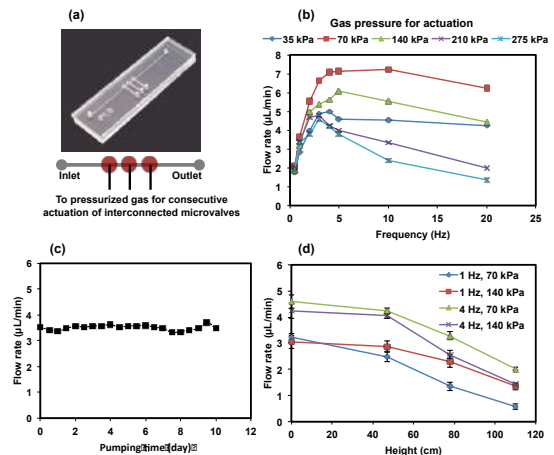 (a)
Inlet
Outlet
To pressurized gas for consecutive
actuation of interconnected microvalves
(b)
Gas pressure for actuation
35 kPa 70 kPa 140 kPa 210 kPa 275 kPa
Flow rate (µL/min)
8
7
6
5
4
3
2
1
0
0 5 10 15 20 25
Frequency (Hz)
(c)
Flow rate (µL/min)
6
5
4
3
2
1
0
0 2 4 6 8 10 12
Pumping time (day)
(d)
1 Hz, 70 kPa
1 Hz, 140 kPa
4 Hz, 70 kPa
4 Hz, 140 kPa
Flow rate (µL/min)
6
5
4
3
2
1
0
0 20 40 60 80 100 120
Height (cm)